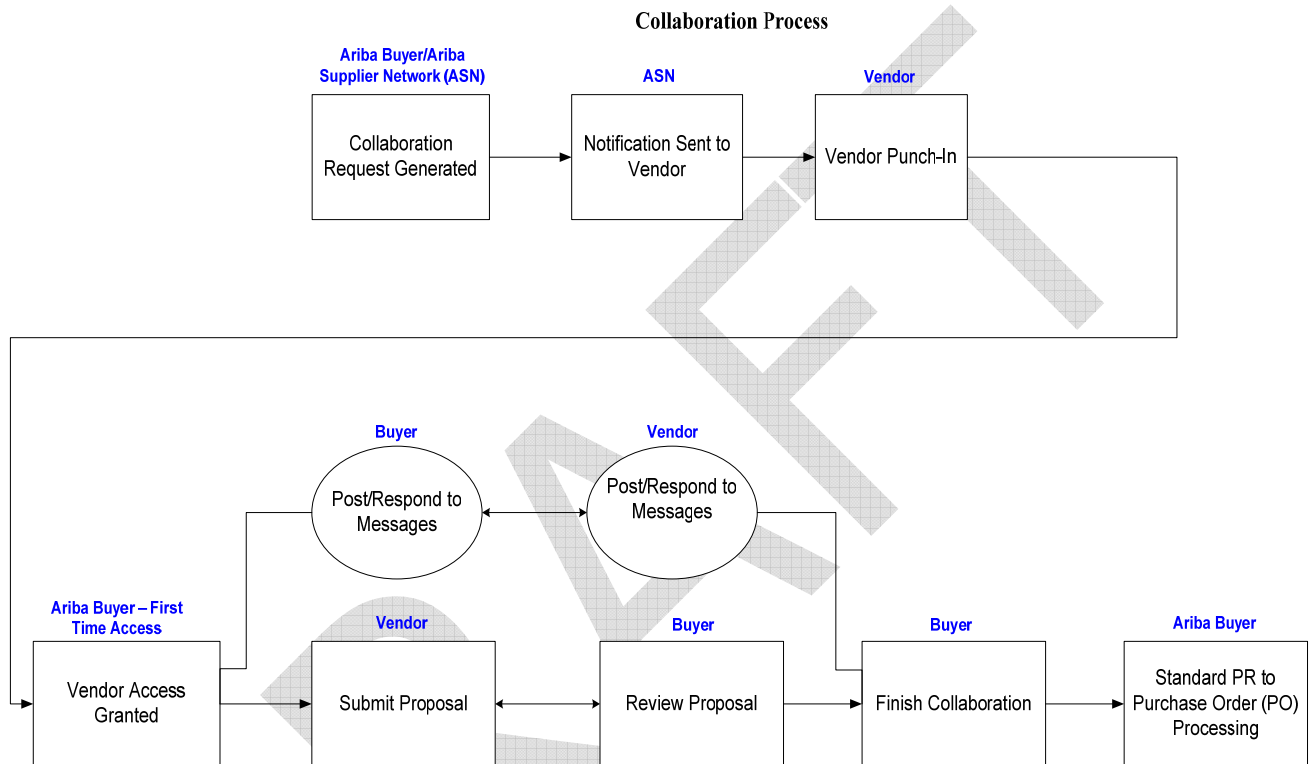 Collaboration Process
Ariba Buyer/Ariba
Supplier Network (ASN)
ASN
Vendor
Collaboration
Request Generated
Notification Sent to
Vendor
Vendor Punch-In
Buyer
Vendor
Post/Respond to
Messages
Post/Respond to
Messages
Ariba Buyer – First
Time Access
Vendor
Buyer
Buyer
Ariba Buyer
Vendor Access
Granted
Submit Proposal
Review Proposal
Finish Collaboration
Standard PR to
Purchase Order (PO)
Processing
DRAFT